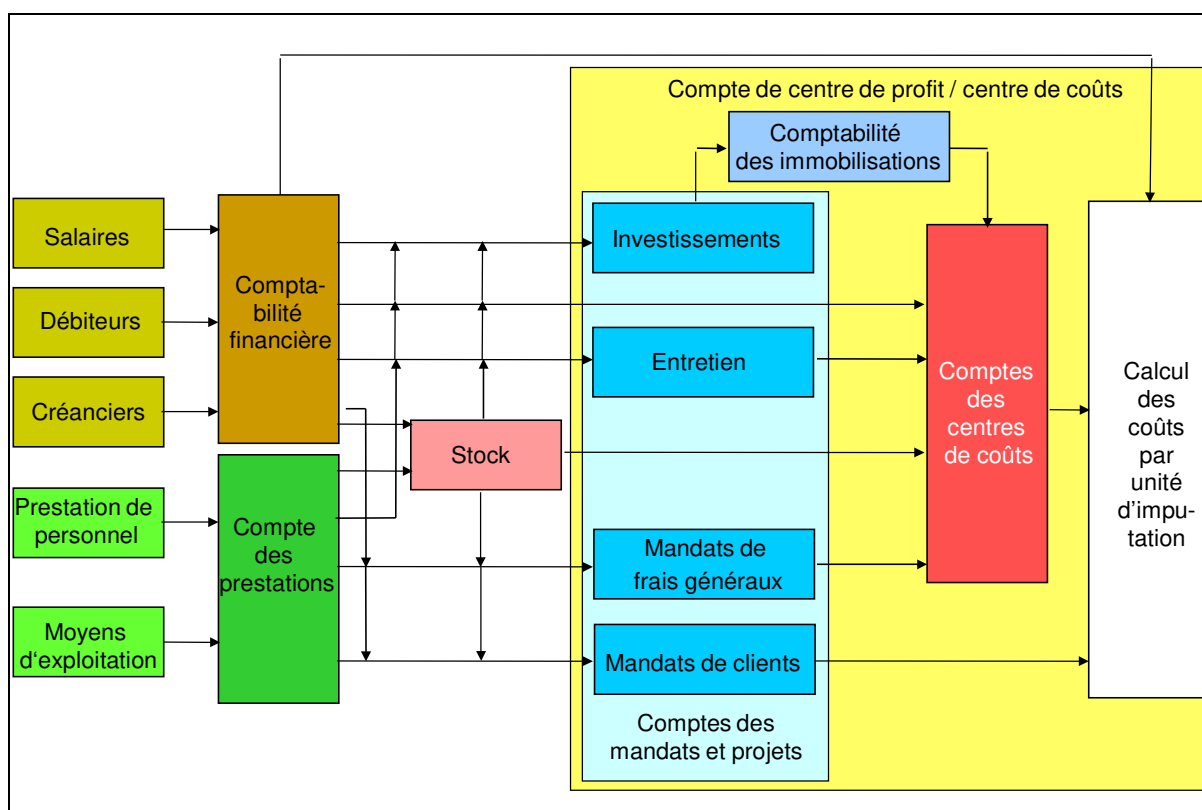 Compte de centre de profit / centre de coûts
Comptabilité
des immobilisations
Salaires
Débiteurs
Créanciers
Prestation de
personnel
Moyens
d‘exploitation
Compta-
bilité
financière
Compte
des
prestations
Stock
Investissements
Entretien
Mandats de
frais généraux
Mandats de clients
Comptes des
mandats et projets
Comptes
des
centres
de coûts
Calcul
des
coûts
par
unité
d’impu-
tation